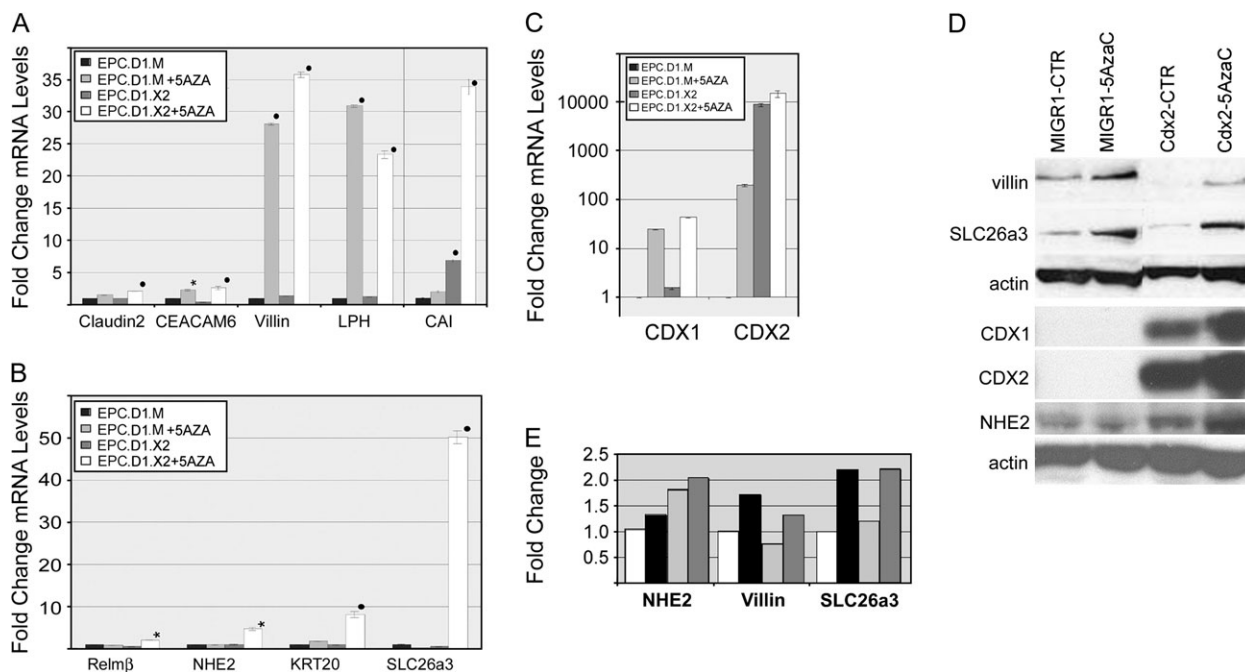 A
Fold Change mRNA Levels
35
30
25
20
15
10
5
EPC.D1.M
EPC.D1.M +5AZA
EPC.D1.X2
EPC.D1.X2+5AZA
*
Claudin2 CEACAM6 Villin LPH CAI
B
Fold Change mRNA Levels
50
40
30
20
10
EPC.D1.M
EPC.D1.M +5AZA
EPC.D1.X2
EPC.D1.X2+5AZA
* *
Relmβ NHE2 KRT20 SLC26a3
C
Fold Change mRNA Levels
10000
1000
100
10
1
EPC.D1.M
EPC.D1.M+5AZA
EPC.D1.X2
EPC.D1.X2+5AZA
CDX1 CDX2
E
Fold Change
2.5
2.0
1.5
1.0
0.5
NHE2 Villin SLC26a3
D
MIGR1-CTR
MIGR1-5AzaC
Cdx2-CTR
Cdx2-5AzaC
villin
SLC26a3
actin
CDX1
CDX2
NHE2
actin